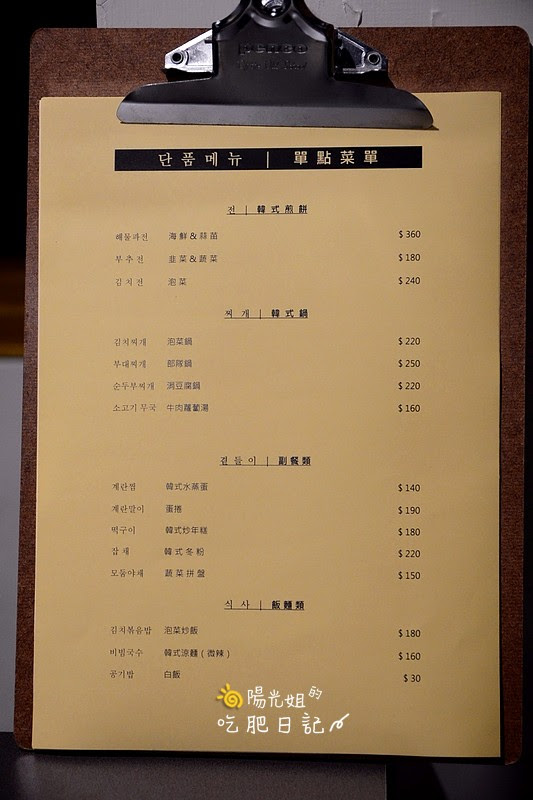 단품메뉴 | 單點菜單
전 | 韓式煎餅
해물파전 海鮮&蒜苗 $360
부추전 韭菜&蔬菜 $180
김치전 泡菜 $240
찌개 | 韓式鍋
김치찌개 泡菜鍋 $220
부대찌개 部隊鍋 $250
순두부찌개 涓豆腐鍋 $220
소고기 무국 牛肉蘿蔔湯 $160
곁들이 | 副餐類
계란찜 韓式水蒸蛋 $140
계란말이 蛋捲 $190
떡구이 韓式炒年糕 $180
잡채 韓式冬粉 $220
모둠야채 蔬菜拼盤 $150
식사 | 飯麵類
김치볶음밥 泡菜炒飯 $180
비빔국수 韓式涼麵(微辣) $160
공기밥 白飯 $30
陽光姐的
吃肥日記